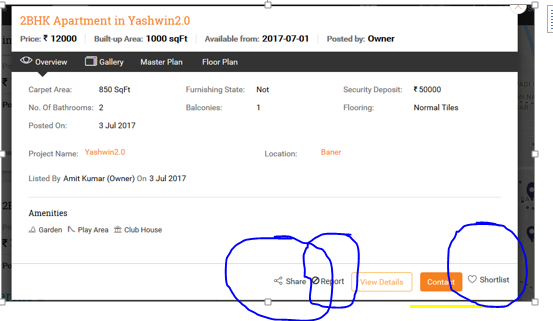 2BHK Apartment in Yashwin2.0
Price: ₹ 12000 Built-up Area: 1000 sqFt Available from: 2017-07-01 Posted by: Owner
Overview Gallery Master Plan Floor Plan
Carpet Area: 850 SqFt Furnishing State: Not Security Deposit: ₹ 50000
No. Of Bathrooms: 2 Balconies: 1 Flooring: Normal Tiles
Posted On: 3 Jul 2017
Project Name: Yashwin2.0 Location: Baner
Listed By Amit Kumar (Owner) On 3 Jul 2017
Amenities
Garden Play Area Club House
Share Report View Details Contact Shortlist